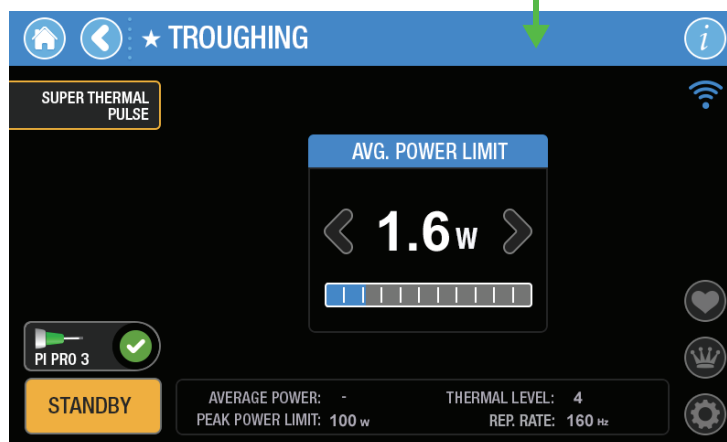 ★ TROUGHING
i
SUPER THERMAL
PULSE
AVG. POWER LIMIT
1.6 W
PI PRO 3
STANDBY
AVERAGE POWER: - THERMAL LEVEL: 4
PEAK POWER LIMIT: 100 W REP. RATE: 160 Hz